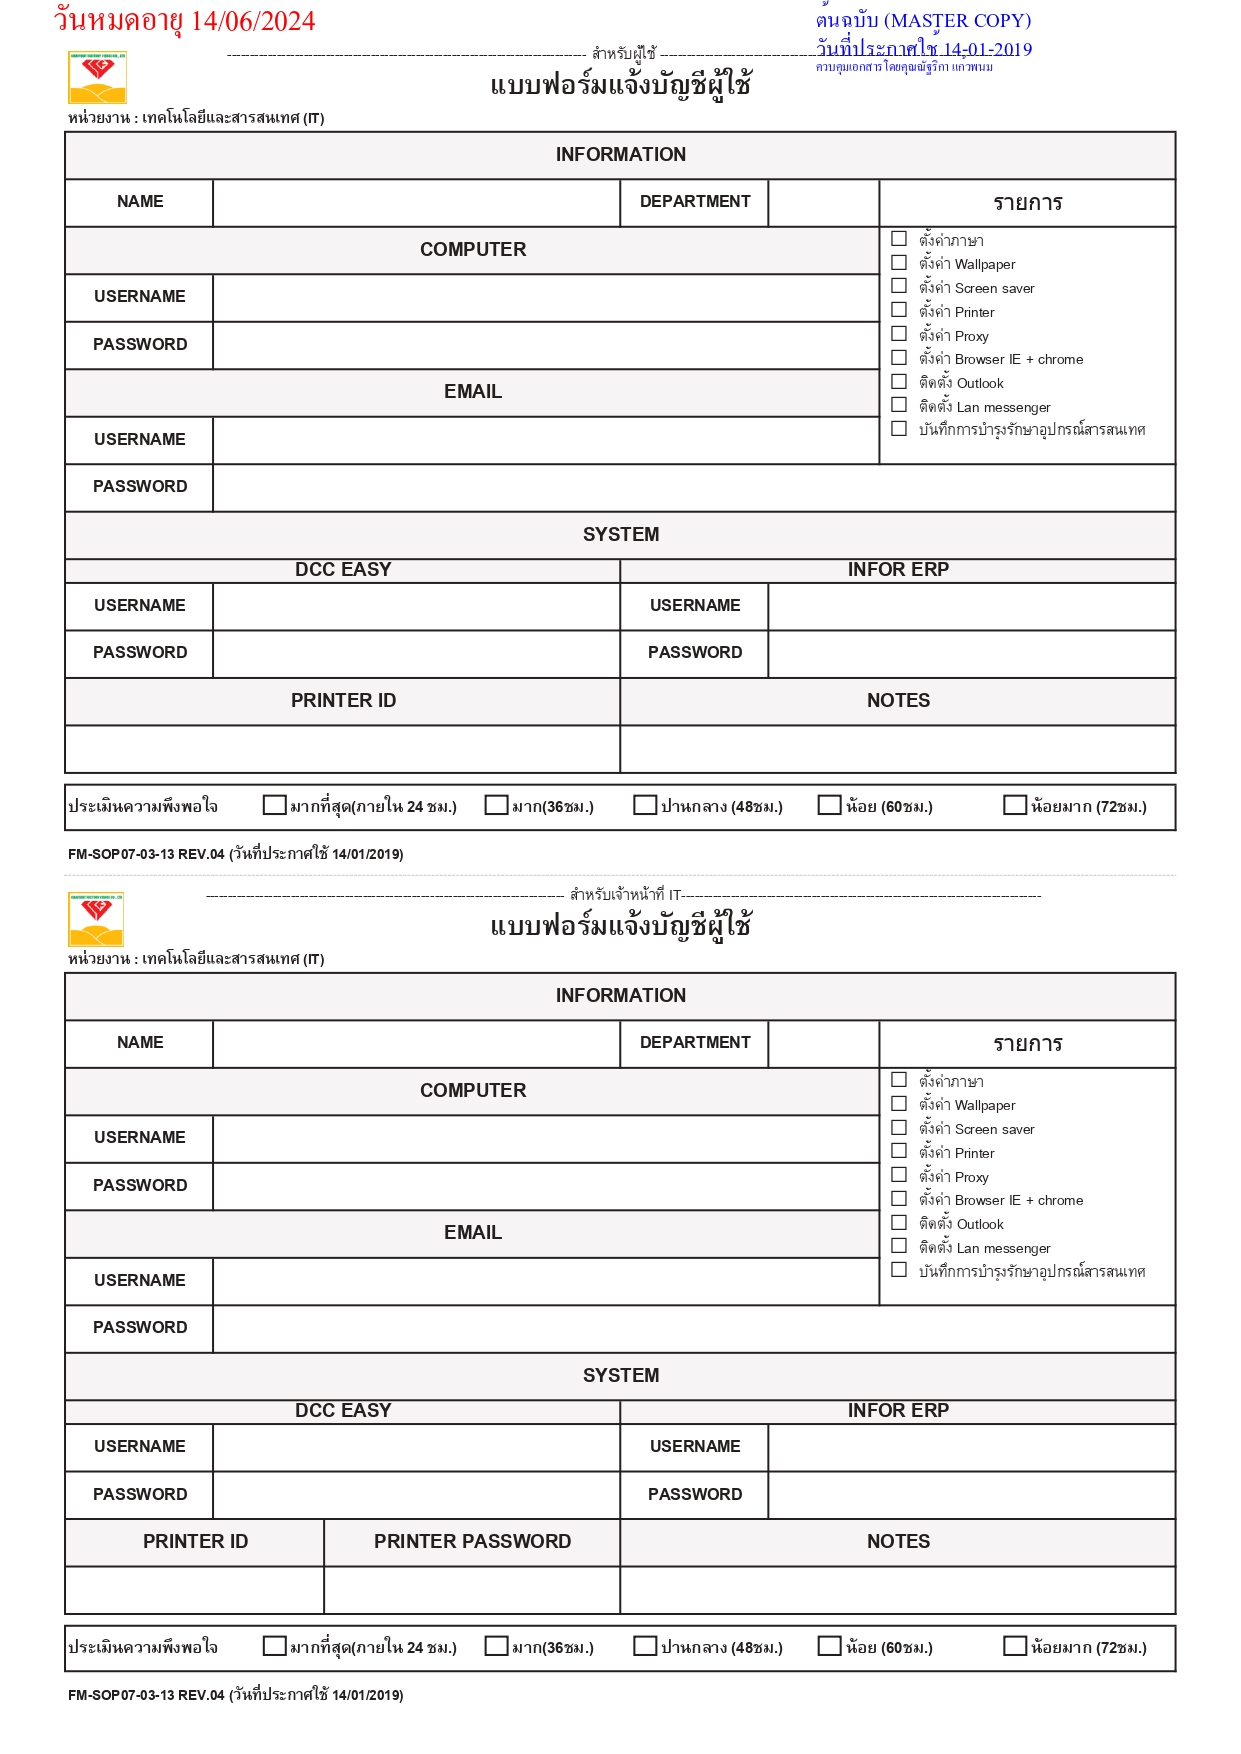 วันหมดอายุ 14/06/2024
ต้นฉบับ (MASTER COPY)
วันที่ประกาศใช้ 14-01-2019
ควบคุมเอกสารโดยคุณณัฐริกา แก้วพนม
สำหรับผู้ใช้
แบบฟอร์มแจ้งบัญชีผู้ใช้
หน่วยงาน : เทคโนโลยีและสารสนเทศ (IT)
INFORMATION
NAME DEPARTMENT รายการ
COMPUTER
ตั้งค่าภาษา
ตั้งค่า Wallpaper
USERNAME
ตั้งค่า Screen saver
ตั้งค่า Printer
PASSWORD
ตั้งค่า Proxy
ตั้งค่า Browser IE + chrome
EMAIL
ติดตั้ง Outlook
ติดตั้ง Lan messenger
USERNAME
บันทึกการบำรุงรักษาอุปกรณ์สารสนเทศ
PASSWORD
SYSTEM
DCC EASY INFOR ERP
USERNAME USERNAME
PASSWORD PASSWORD
PRINTER ID NOTES
ประเมินความพึงพอใจ มากที่สุด(ภายใน 24 ชม.) มาก(36ชม.) ปานกลาง (48ชม.) น้อย (60ชม.) น้อยมาก (72ชม.)
FM-SOP07-03-13 REV.04 (วันที่ประกาศใช้ 14/01/2019)
สำหรับเจ้าหน้าที่ IT
แบบฟอร์มแจ้งบัญชีผู้ใช้
หน่วยงาน : เทคโนโลยีและสารสนเทศ (IT)
INFORMATION
NAME DEPARTMENT รายการ
COMPUTER
ตั้งค่าภาษา
ตั้งค่า Wallpaper
USERNAME
ตั้งค่า Screen saver
ตั้งค่า Printer
PASSWORD
ตั้งค่า Proxy
ตั้งค่า Browser IE + chrome
EMAIL
ติดตั้ง Outlook
ติดตั้ง Lan messenger
USERNAME
บันทึกการบำรุงรักษาอุปกรณ์สารสนเทศ
PASSWORD
SYSTEM
DCC EASY INFOR ERP
USERNAME USERNAME
PASSWORD PASSWORD
PRINTER ID PRINTER PASSWORD NOTES
ประเมินความพึงพอใจ มากที่สุด(ภายใน 24 ชม.) มาก(36ชม.) ปานกลาง (48ชม.) น้อย (60ชม.) น้อยมาก (72ชม.)
FM-SOP07-03-13 REV.04 (วันที่ประกาศใช้ 14/01/2019)